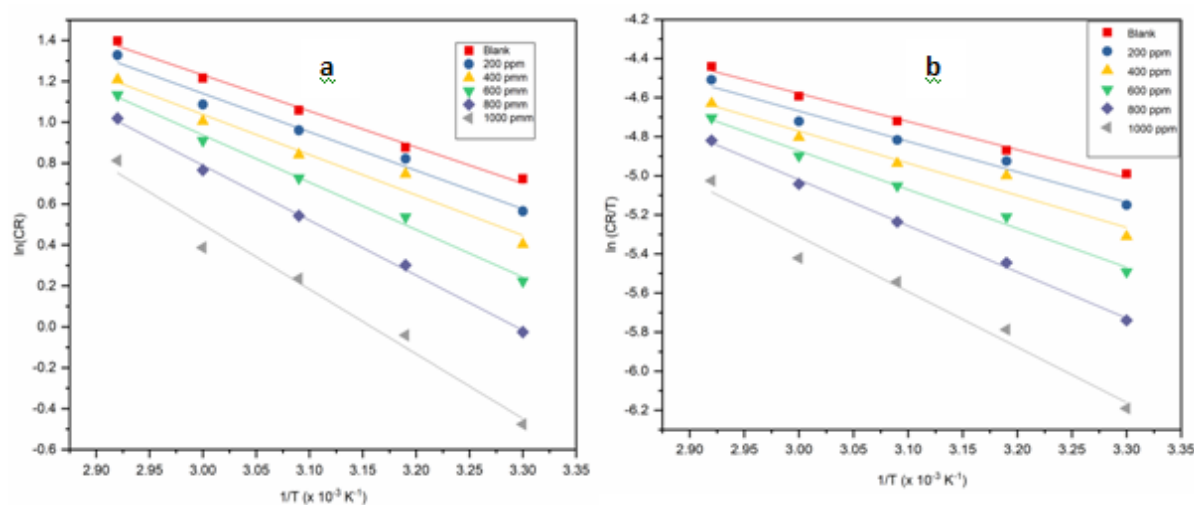 a
Blank
200 ppm
400 pmm
600 pmm
800 pmm
1000 pmm
1.4
1.2
1.0
0.8
0.6
0.4
0.2
0.0
-0.2
-0.4
-0.6
ln(CR)
2.90 2.95 3.00 3.05 3.10 3.15 3.20 3.25 3.30 3.35
1/T (x 10⁻³ K⁻¹)
b
Blank
200 ppm
400 ppm
600 ppm
800 ppm
1000 ppm
-4.2
-4.4
-4.6
-4.8
-5.0
-5.2
-5.4
-5.6
-5.8
-6.0
-6.2
ln (CR/T)
2.90 2.95 3.00 3.05 3.10 3.15 3.20 3.25 3.30 3.35
1/T (x 10⁻³ K⁻¹)